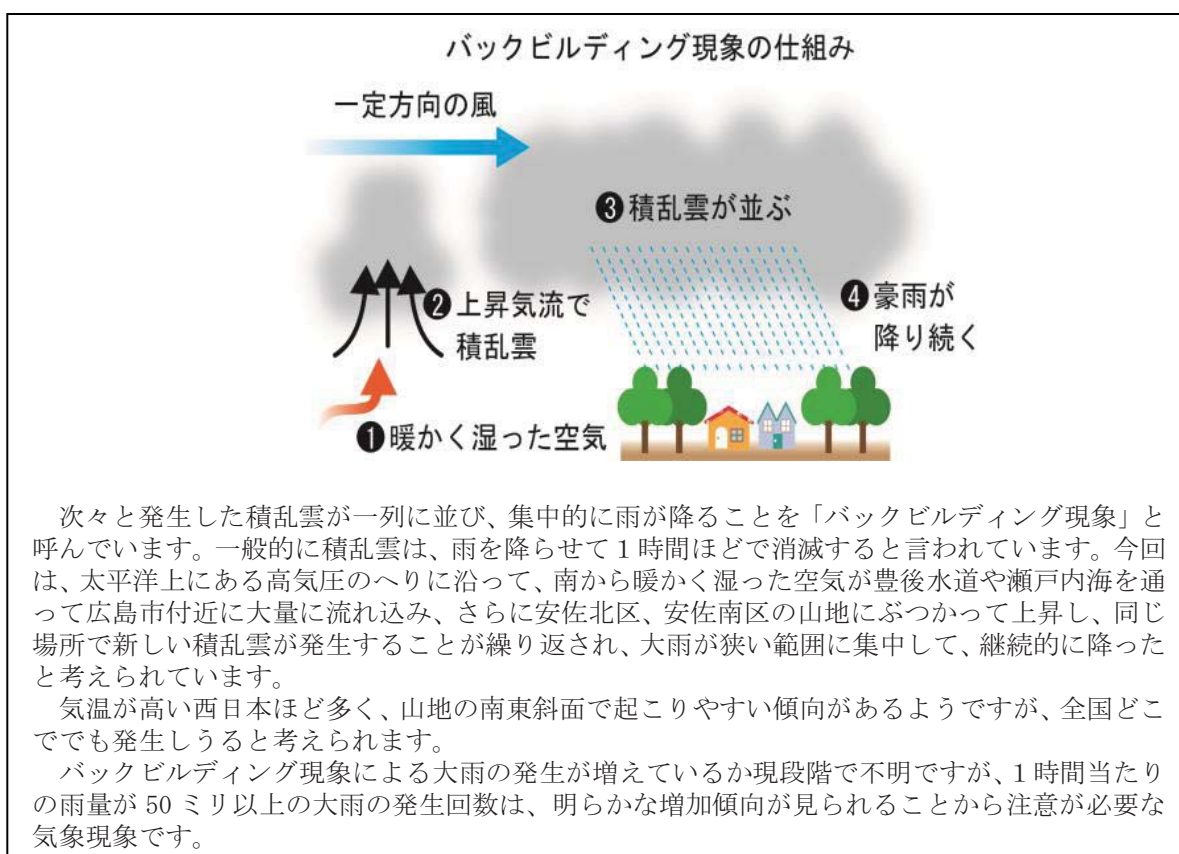 バックビルディング現象の仕組み
一定方向の風
❸積乱雲が並ぶ
❷上昇気流で
積乱雲
❹豪雨が
降り続く
❶暖かく湿った空気
次々と発生した積乱雲が一列に並び、集中的に雨が降ることを「バックビルディング現象」と
呼んでいます。一般的に積乱雲は、雨を降らせて1時間ほどで消滅すると言われています。今回
は、太平洋上にある高気圧のへりに沿って、南から暖かく湿った空気が豊後水道や瀬戸内海を通
って広島市付近に大量に流れ込み、さらに安佐北区、安佐南区の山地にぶつかって上昇し、同じ
場所で新しい積乱雲が発生することが繰り返され、大雨が狭い範囲に集中して、継続的に降った
と考えられています。
気温が高い西日本ほど多く、山地の南東斜面で起こりやすい傾向があるようですが、全国どこ
ででも発生しうると考えられます。
バックビルディング現象による大雨の発生が増えているか現段階で不明ですが、1時間当たり
の雨量が 50 ミリ以上の大雨の発生回数は、明らかな増加傾向が見られることから注意が必要な
気象現象です。